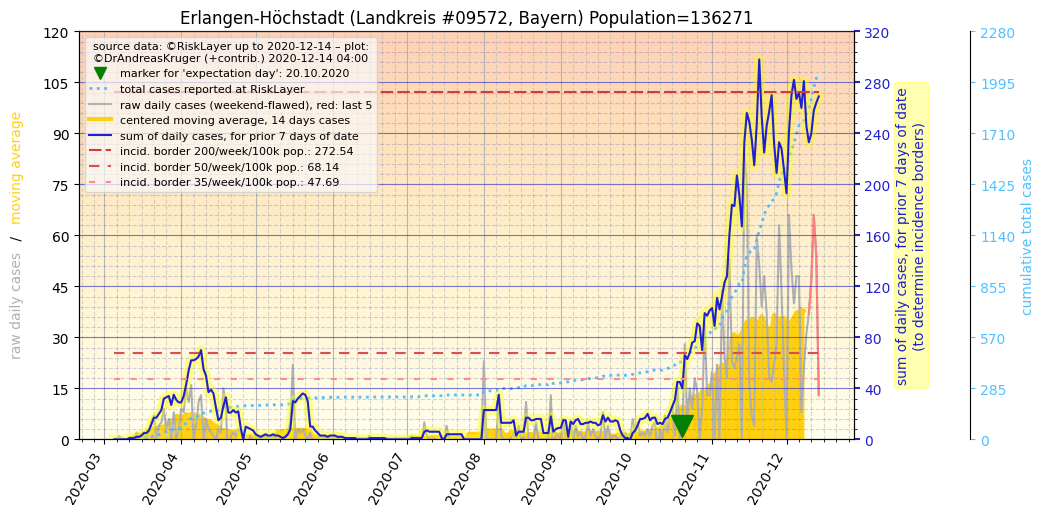 Erlangen-Höchstadt (Landkreis #09572, Bayern) Population=136271
source data: ©RiskLayer up to 2020-12-14 – plot:
©DrAndreasKruger (+contrib.) 2020-12-14 04:00
marker for 'expectation day': 20.10.2020
total cases reported at RiskLayer
raw daily cases (weekend-flawed), red: last 5
centered moving average, 14 days cases
sum of daily cases, for prior 7 days of date
incid. border 200/week/100k pop.: 272.54
incid. border 50/week/100k pop.: 68.14
incid. border 35/week/100k pop.: 47.69
raw daily cases / moving average
120
105
90
75
60
45
30
15
0
2020-03
2020-04
2020-05
2020-06
2020-07
2020-08
2020-09
2020-10
2020-11
2020-12
320
280
240
200
160
120
80
40
0
sum of daily cases, for prior 7 days of date
(to determine incidence borders)
2280
1995
1710
1425
1140
855
570
285
0
cumulative total cases